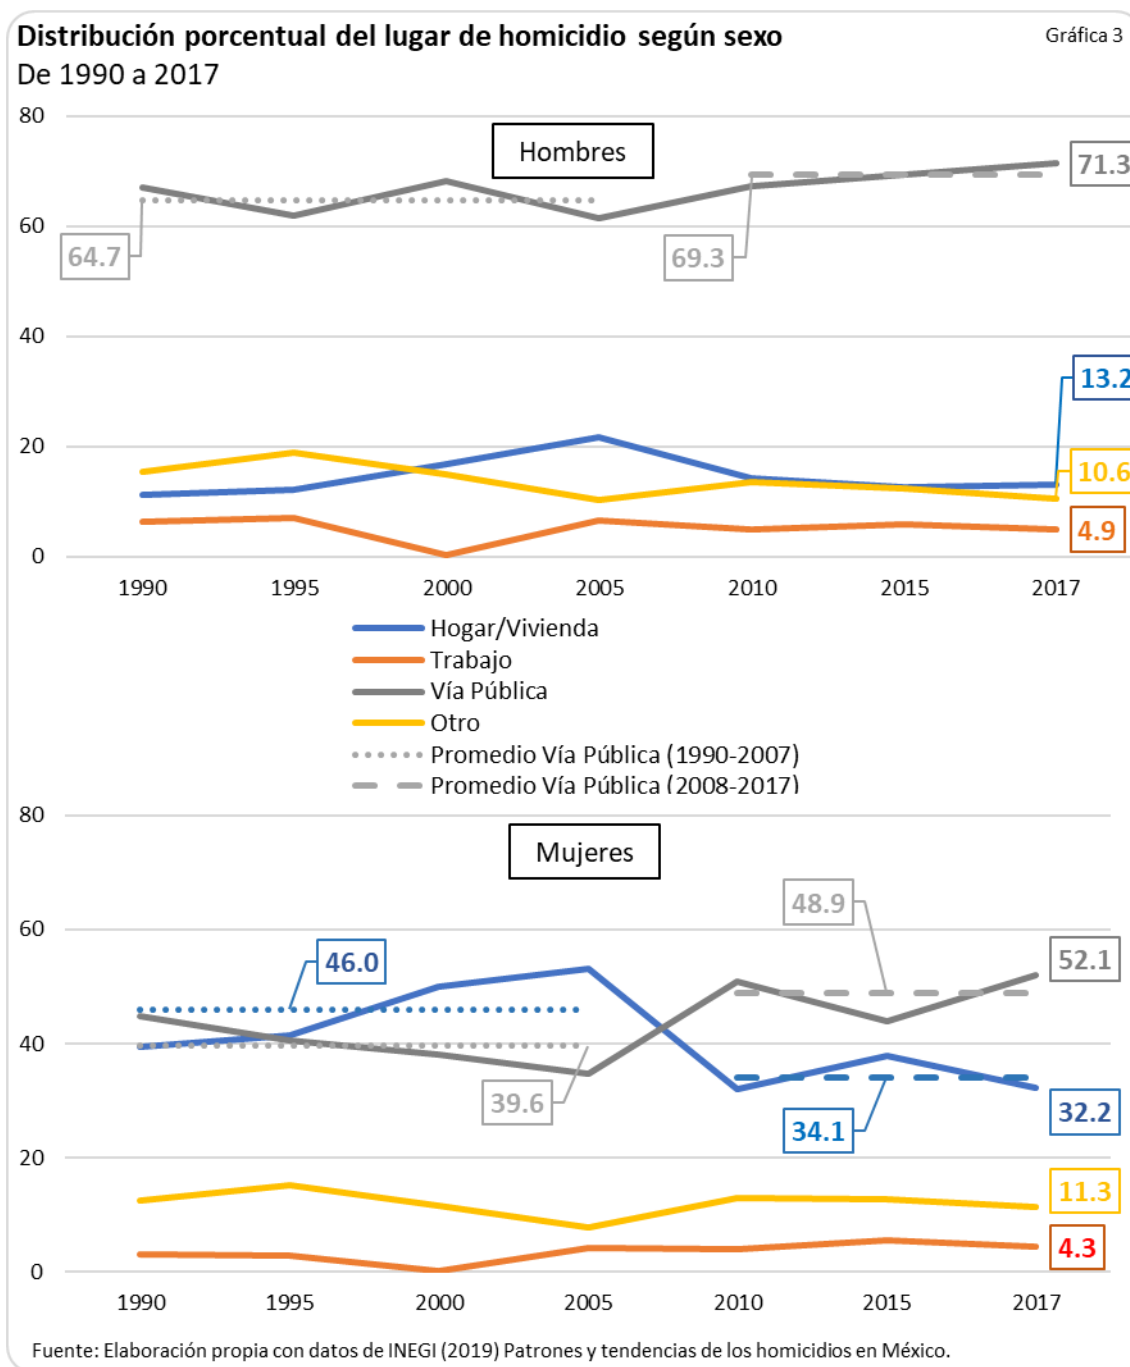 Distribución porcentual del lugar de homicidio según sexo
Gráfica 3
De 1990 a 2017
80
Hombres
71.3
60
64.7
69.3
40
13.2
20
10.6
4.9
0
1990 1995 2000 2005 2010 2015 2017
Hogar/Vivienda
Trabajo
Vía Pública
Otro
Promedio Vía Pública (1990-2007)
Promedio Vía Pública (2008-2017)
80
Mujeres
48.9
60
46.0
52.1
40
39.6
34.1
32.2
20
11.3
4.3
0
1990 1995 2000 2005 2010 2015 2017
Fuente: Elaboración propia con datos de INEGI (2019) Patrones y tendencias de los homicidios en México.